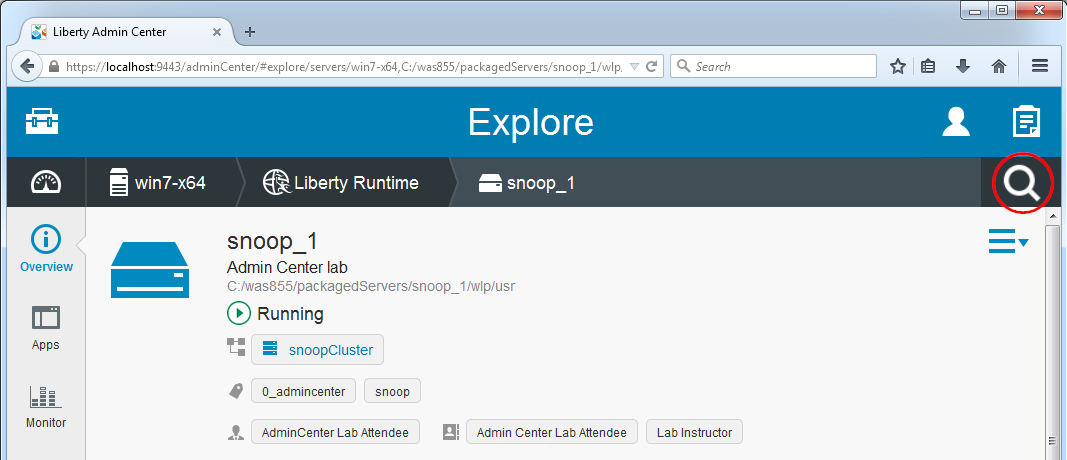 Liberty Admin Center
https://localhost:9443/adminCenter/#explore/servers/win7-x64,C:/was855/packagedServers/snoop_1/wlp,
Search
Explore
win7-x64
Liberty Runtime
snoop_1
Overview
Apps
Monitor
snoop_1
Admin Center lab
C:/was855/packagedServers/snoop_1/wlp/usr
Running
snoopCluster
0_admincenter snoop
AdminCenter Lab Attendee Admin Center Lab Attendee Lab Instructor